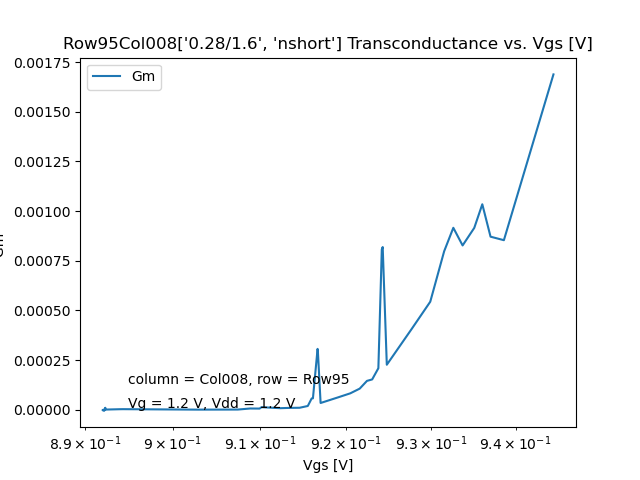 Row95Col008['0.28/1.6', 'nshort'] Transconductance vs. Vgs [V]
Gm
0.00175
0.00150
0.00125
0.00100
0.00075
0.00050
0.00025
0.00000
Gm
column = Col008, row = Row95
Vg = 1.2 V, Vdd = 1.2 V
8.9 × 10⁻¹ 9 × 10⁻¹ 9.1 × 10⁻¹ 9.2 × 10⁻¹ 9.3 × 10⁻¹ 9.4 × 10⁻¹
Vgs [V]